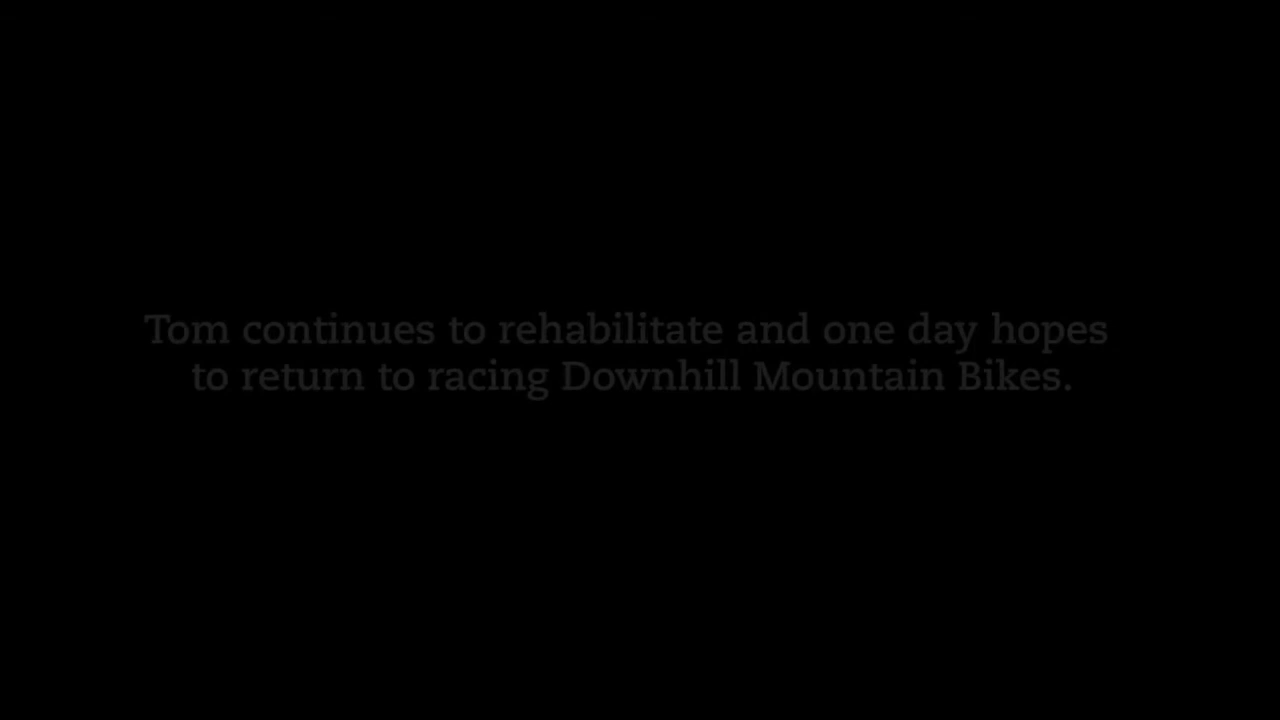 Tom continues to rehabilitate and one day hopes
to return to racing Downhill Mountain Bikes.